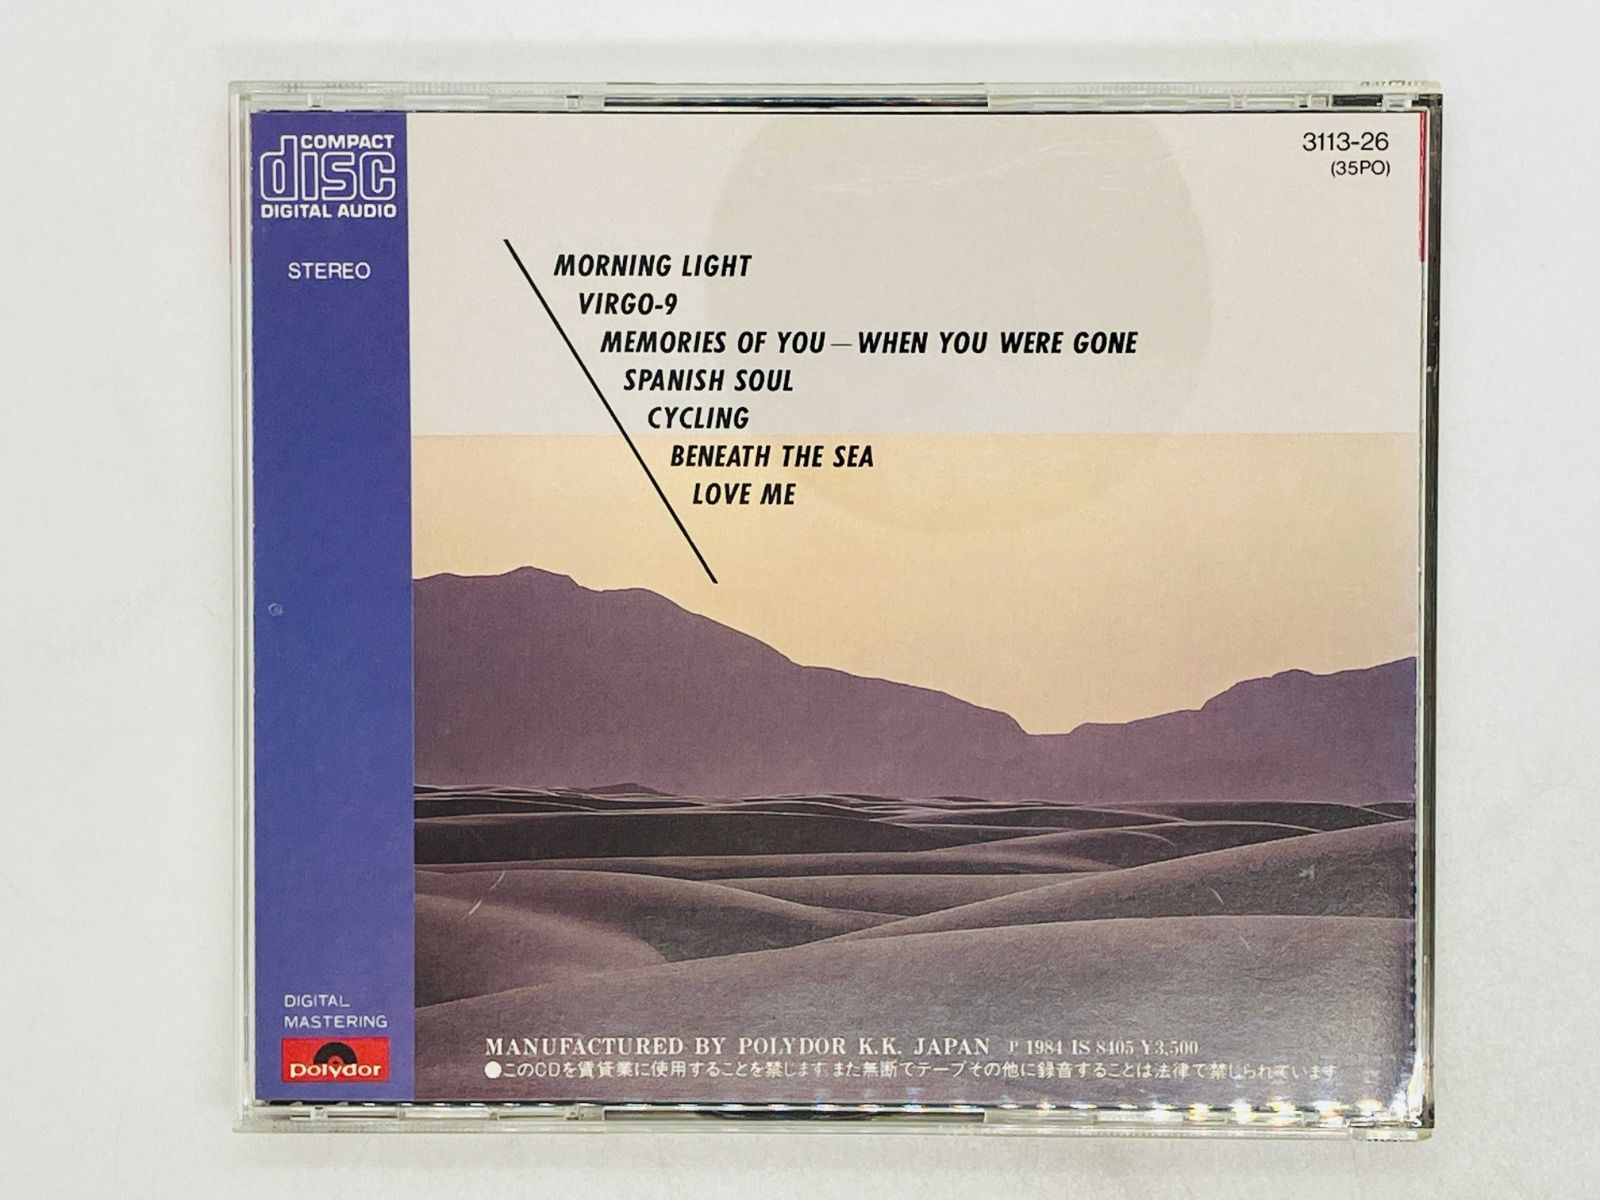 COMPACT
disc
DIGITAL AUDIO
STEREO
3113-26
(35PO)
MORNING LIGHT
VIRGO-9
MEMORIES OF YOU—WHEN YOU WERE GONE
SPANISH SOUL
CYCLING
BENEATH THE SEA
LOVE ME
DIGITAL
MASTERING
polydor
MANUFACTURED BY POLYDOR K.K. JAPAN P 1984 IS 8405 Y3,500
●このCDを賃貸業に使用することを禁じます また無断でテープその他に録音することは法律で禁じられています